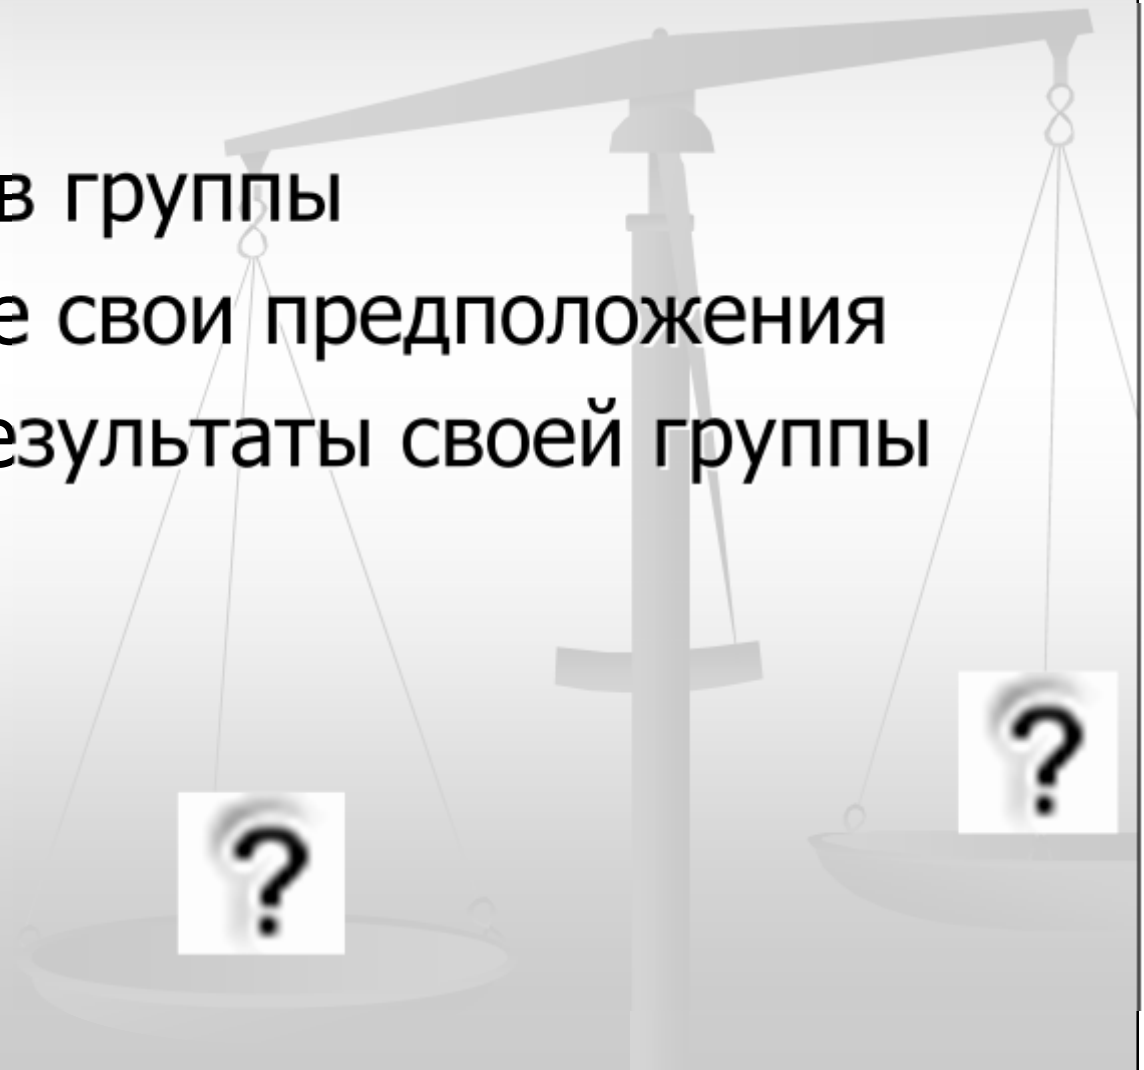 в группы
е свои предположения
езультаты своей группы
?
?